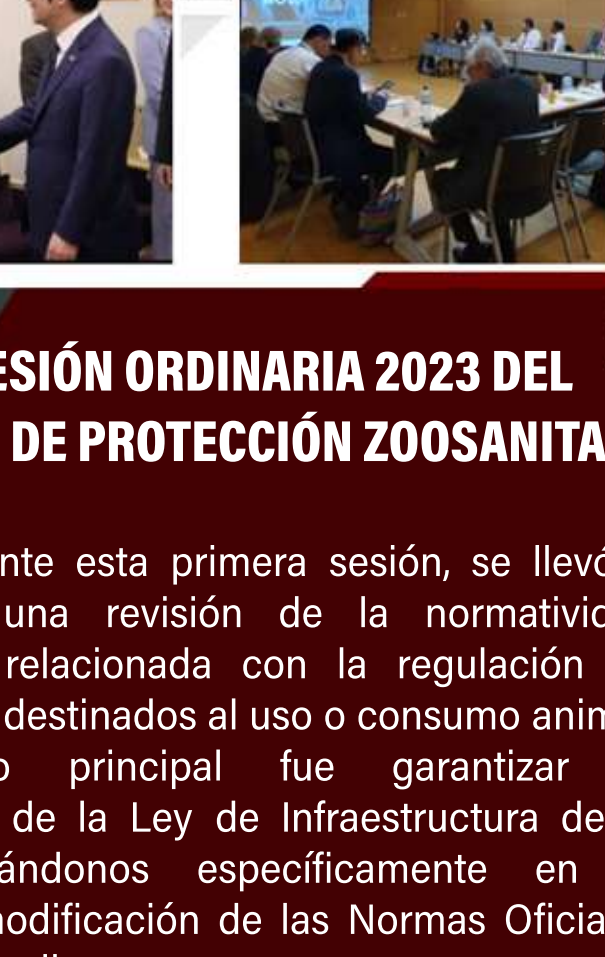 ESIÓN ORDINARIA 2023 DEL
DE PROTECCIÓN ZOOSANITA
nte esta primera sesión, se llevó
una revisión de la normativid
relacionada con la regulación
destinados al uso o consumo anim
o principal fue garantizar
de la Ley de Infraestructura de
ándonos específicamente en
modificación de las Normas Oficia